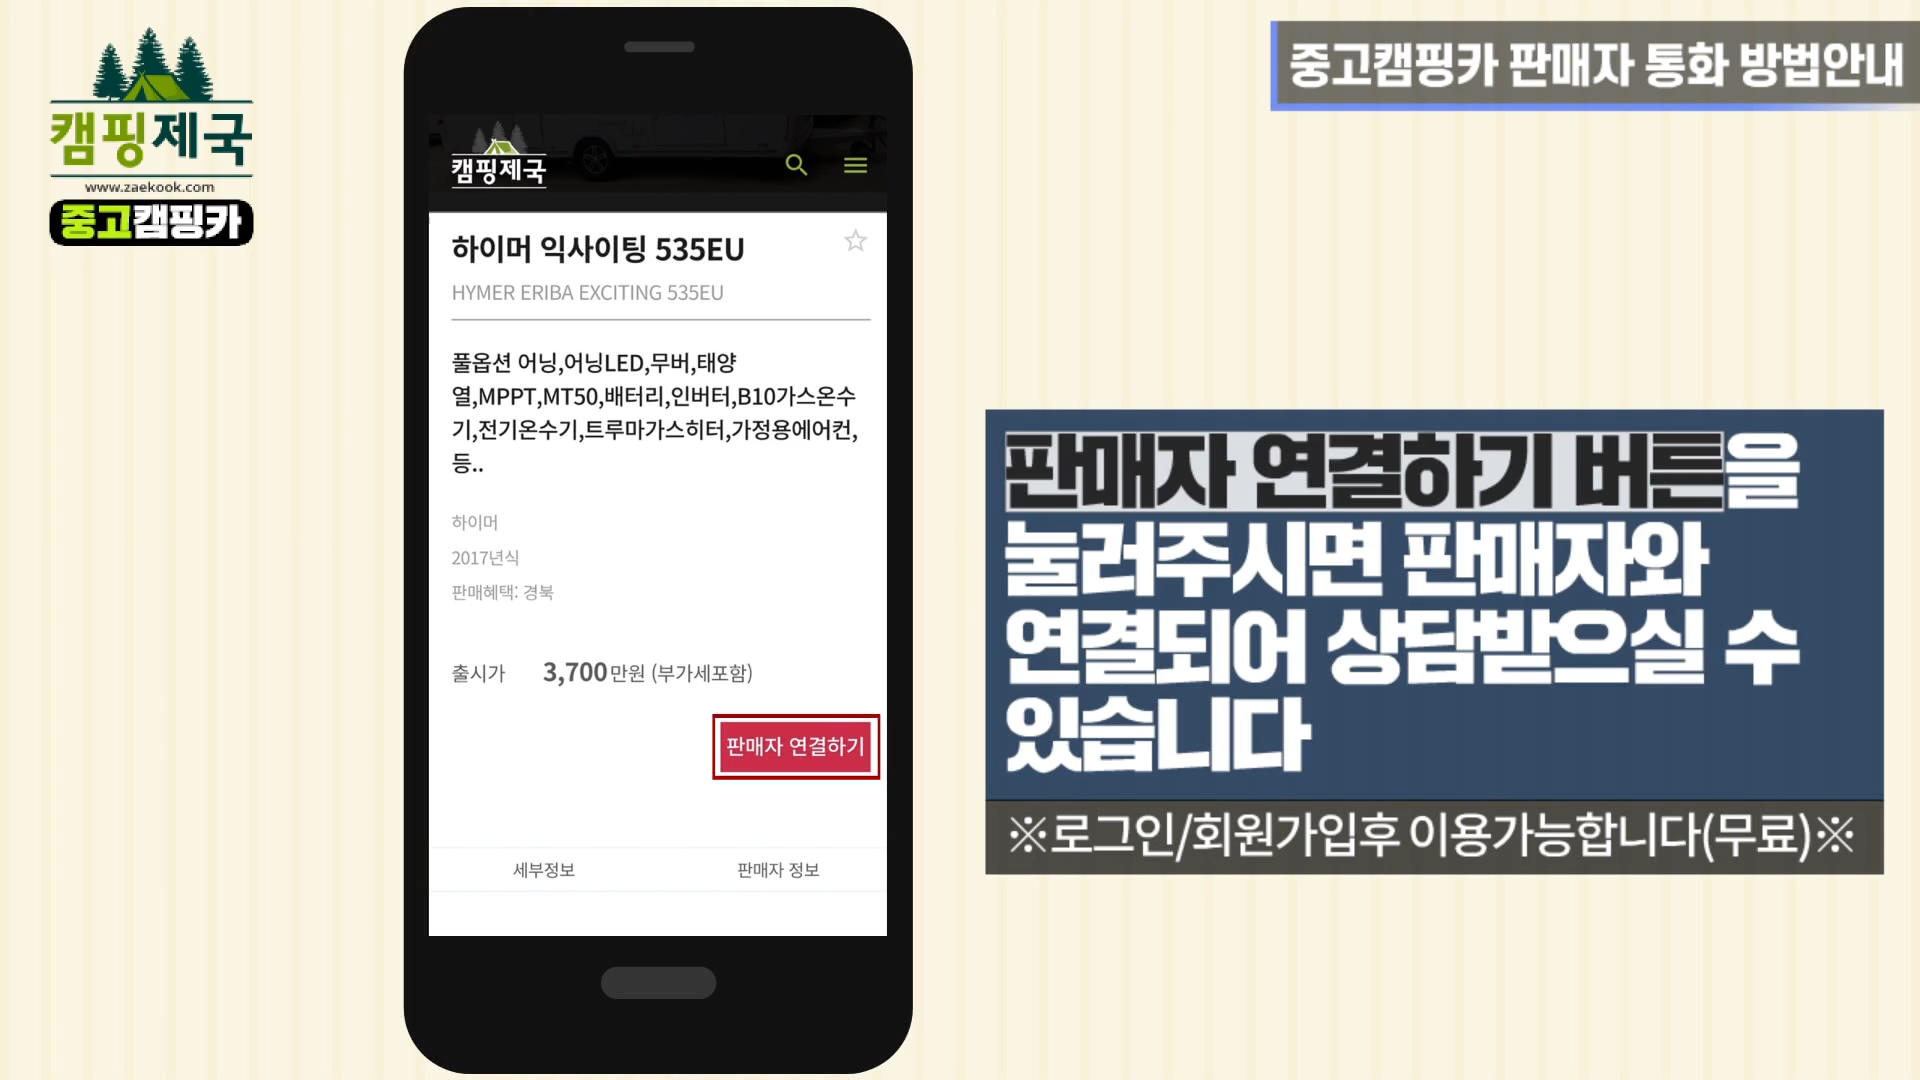 캠핑제국
www.zaekook.com
중고캠핑카
캠핑제국
하이머 익사이팅 535EU
HYMER ERIBA EXCITING 535EU
풀옵션 어닝,어닝LED,무버,태양
열,MPPT,MT50,배터리,인버터,B10가스온수
기,전기온수기,트루마가스히터,가정용에어컨,
등..
하이머
2017년식
판매혜택: 경북
출시가 3,700만원 (부가세포함)
판매자 연결하기
세부정보 판매자 정보
중고캠핑카 판매자 통화 방법안내
판매자 연결하기 버튼을
눌러주시면 판매자와
연결되어 상담받으실 수
있습니다
※로그인/회원가입후 이용가능합니다(무료)※